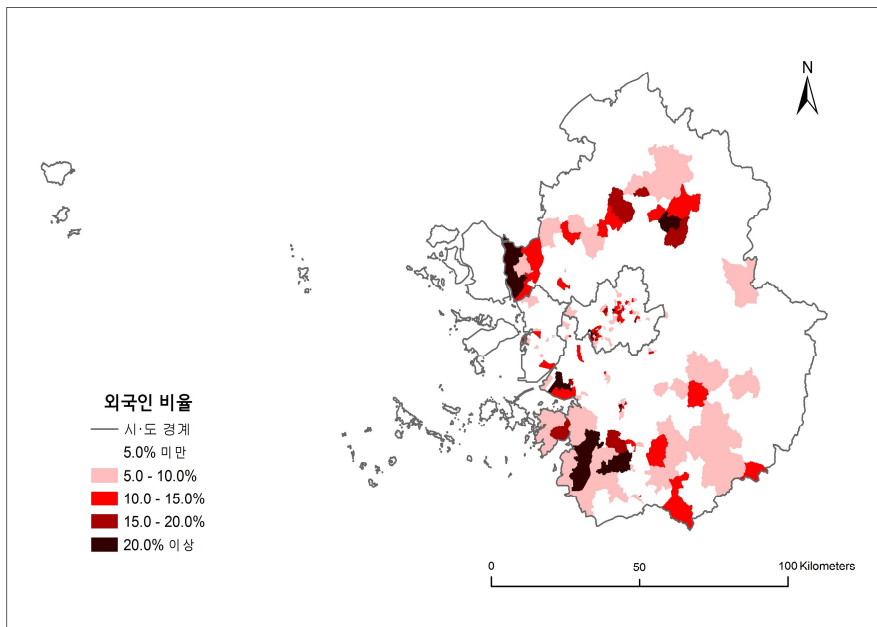 N
외국인 비율
시·도 경계
5.0% 미만
5.0 - 10.0%
10.0 - 15.0%
15.0 - 20.0%
20.0% 이상
0 50 100 Kilometers